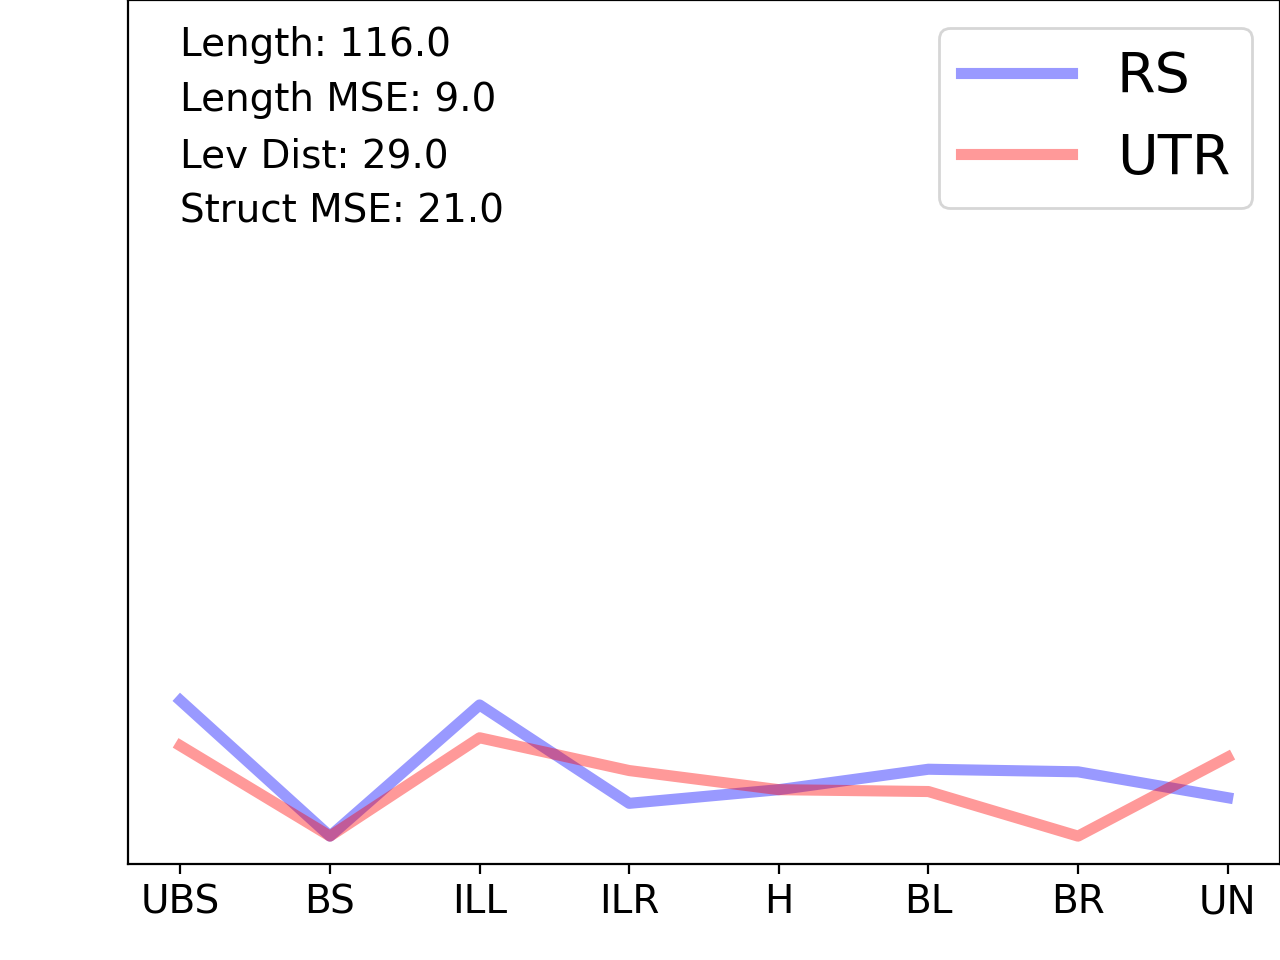 Length: 116.0
Length MSE: 9.0
Lev Dist: 29.0
Struct MSE: 21.0
RS
UTR
UBS BS ILL ILR H BL BR UN